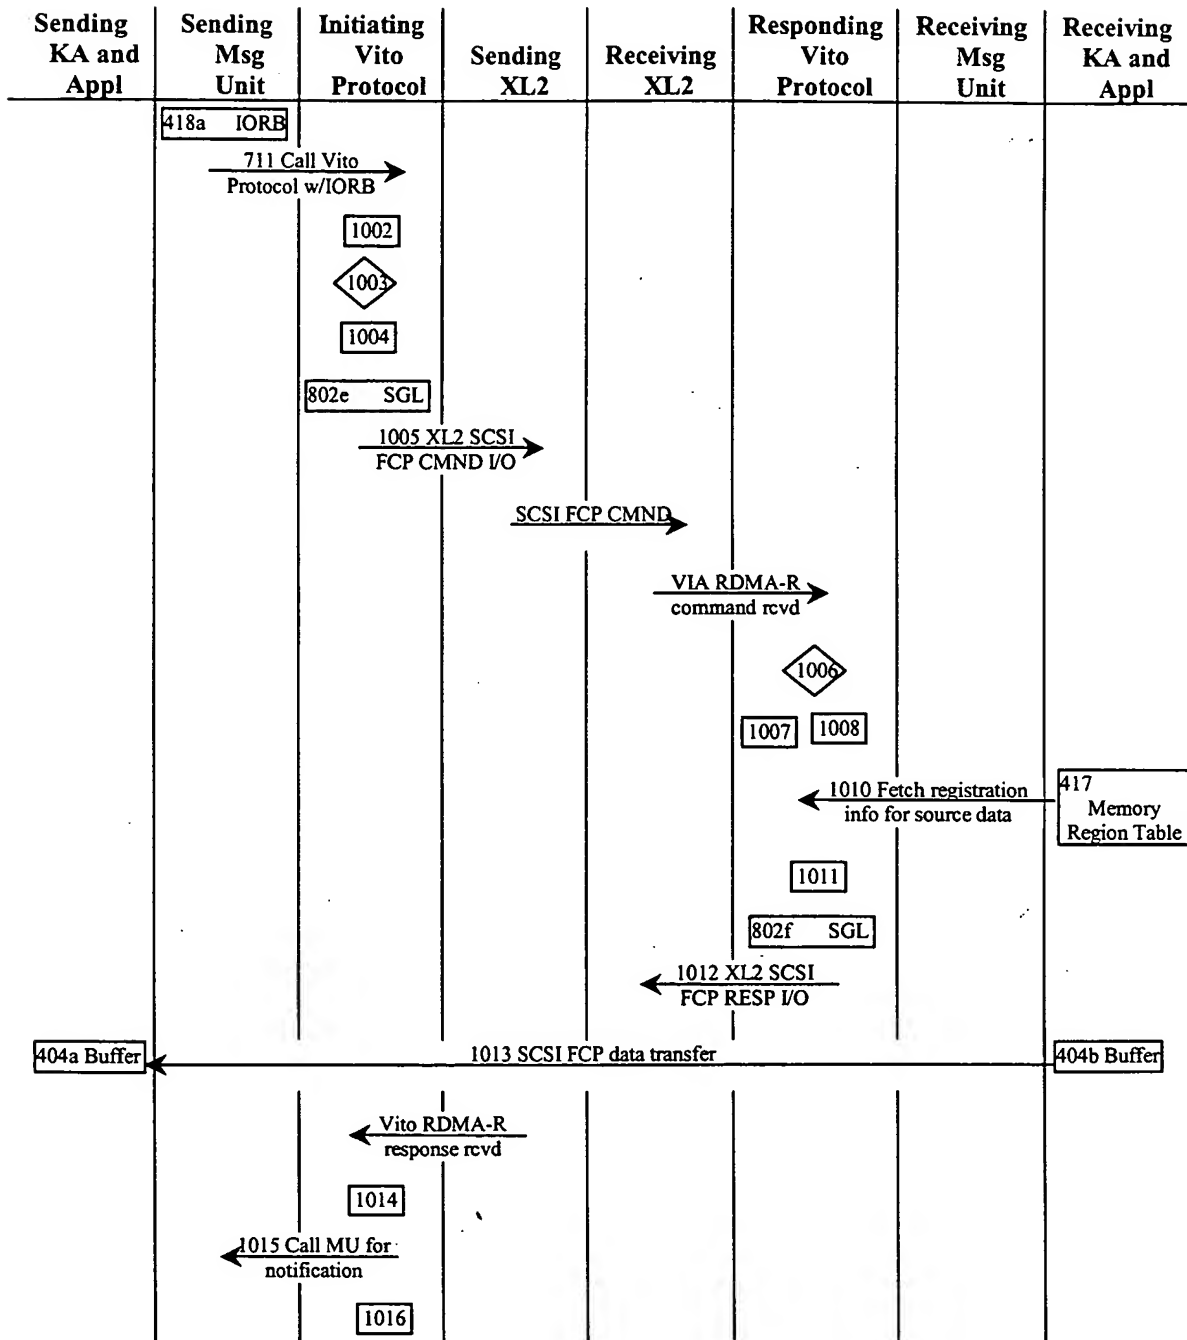 Sending KA and Appl
Sending Msg Unit
Initiating Vito Protocol
Sending XL2
Receiving XL2
Responding Vito Protocol
Receiving Msg Unit
Receiving KA and Appl
418a IORB
711 Call Vito
Protocol w/IORB
1002
1003
1004
802e SGL
1005 XL2 SCSI
FCP CMND I/O
SCSI FCP CMND
VIA RDMA-R
command rcvd
1006
1007 1008
1010 Fetch registration
info for source data
417
Memory
Region Table
1011
802f SGL
1012 XL2 SCSI
FCP RESP I/O
404a Buffer
1013 SCSI FCP data transfer
404b Buffer
Vito RDMA-R
response rcvd
1014
1015 Call MU for
notification
1016